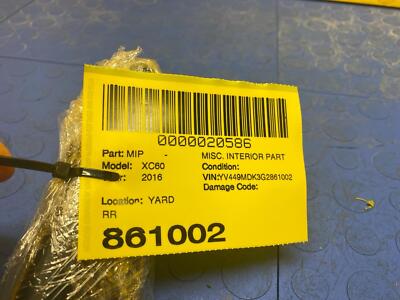 0000020586
Part: MIP - MISC. INTERIOR PART
Model: XC60 Condition:
2016 VIN:YV449MDK3G2861002
Damage Code:
Location: YARD
RR
861002